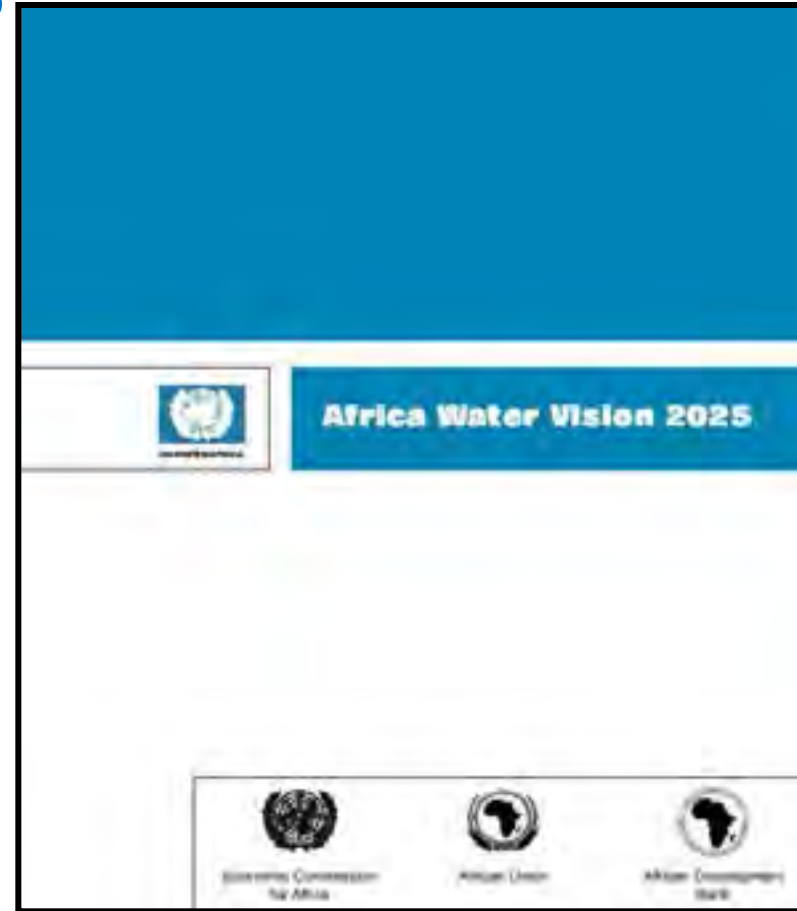 Africa Water Vision 2025
Economic Commission
for Africa
African Union
African Development
Bank